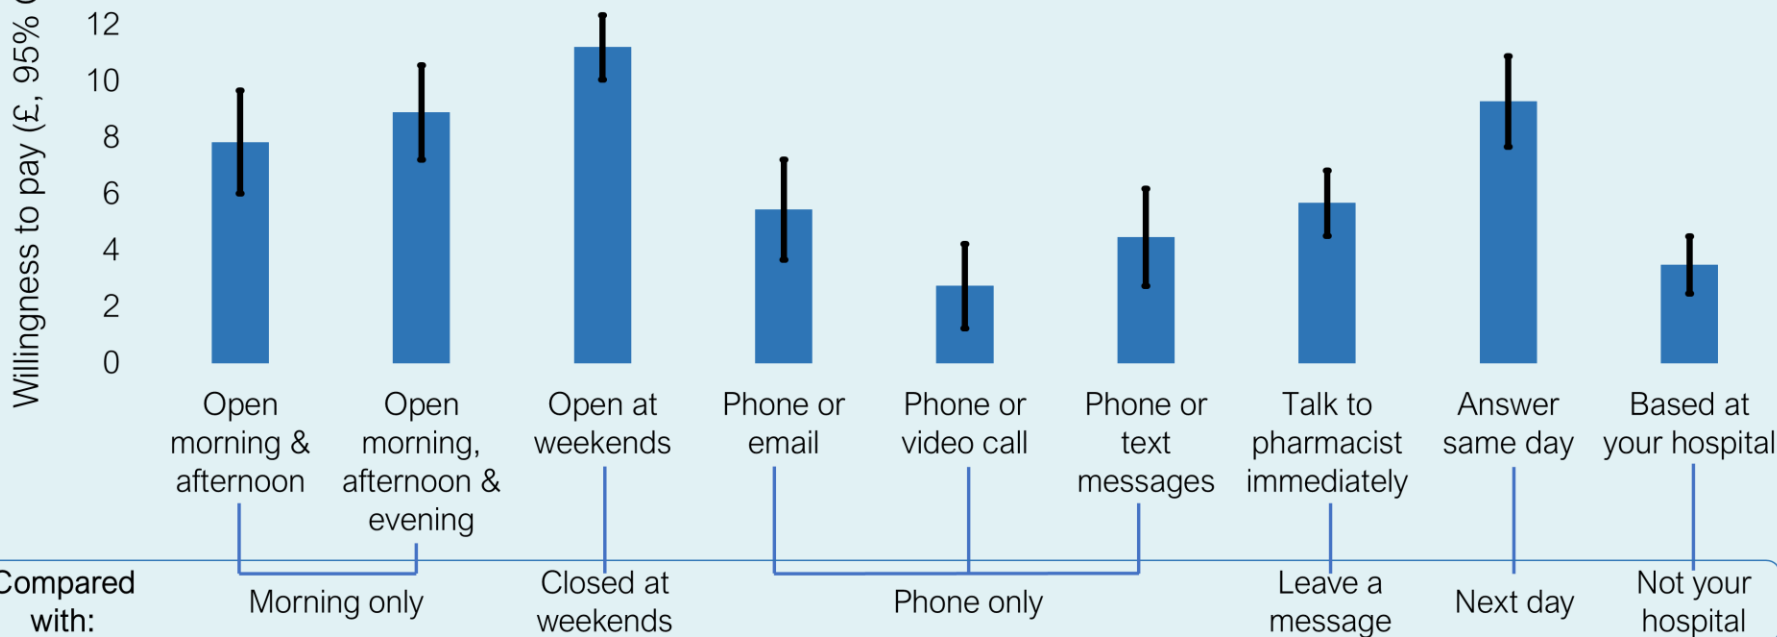 Willingness to pay (£, 95%
12
10
8
6
4
2
0
Open
morning &
afternoon
Open
morning,
afternoon &
evening
Open at
weekends
Phone or
email
Phone or
video call
Phone or
text
messages
Talk to
pharmacist
immediately
Answer
same day
Based at
your hospital
Compared
with:
Morning only
Closed at
weekends
Phone only
Leave a
message
Next day
Not your
hospital